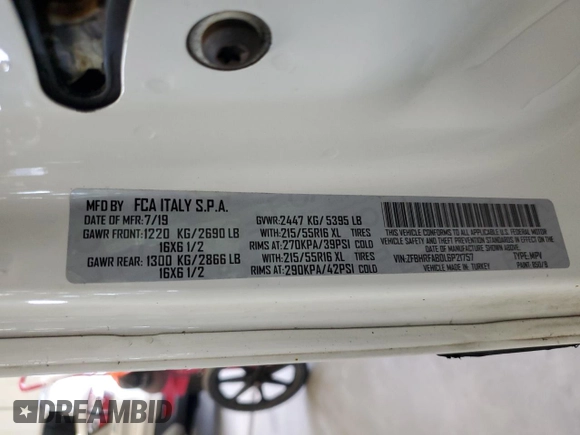 MFD BY FCA ITALY S.P.A.
DATE OF MFR: 7/19 GVWR: 2447 KG/ 5395 LB
GAWR FRONT: 1220 KG/2690 LB WITH: 215/55R16 XL TIRES
16X6 1/2 RIMS AT: 270KPA/39PSI COLD
GAWR REAR: 1300 KG/2866 LB WITH: 215/55R16 XL TIRES
16X6 1/2 RIMS AT: 290KPA/42PSI COLD
THIS VEHICLE CONFORMS TO ALL APPLICABLE U.S. FEDERAL MOTOR
VEHICLE SAFETY AND THEFT PREVENTION STANDARDS IN EFFECT ON THE
DATE OF MANUFACTURE SHOWN ABOVE.
VIN: ZFBHRFAB0L6P21757 TYPE: MPV
MADE IN: TURKEY PAINT: 850/B
DREAMBID